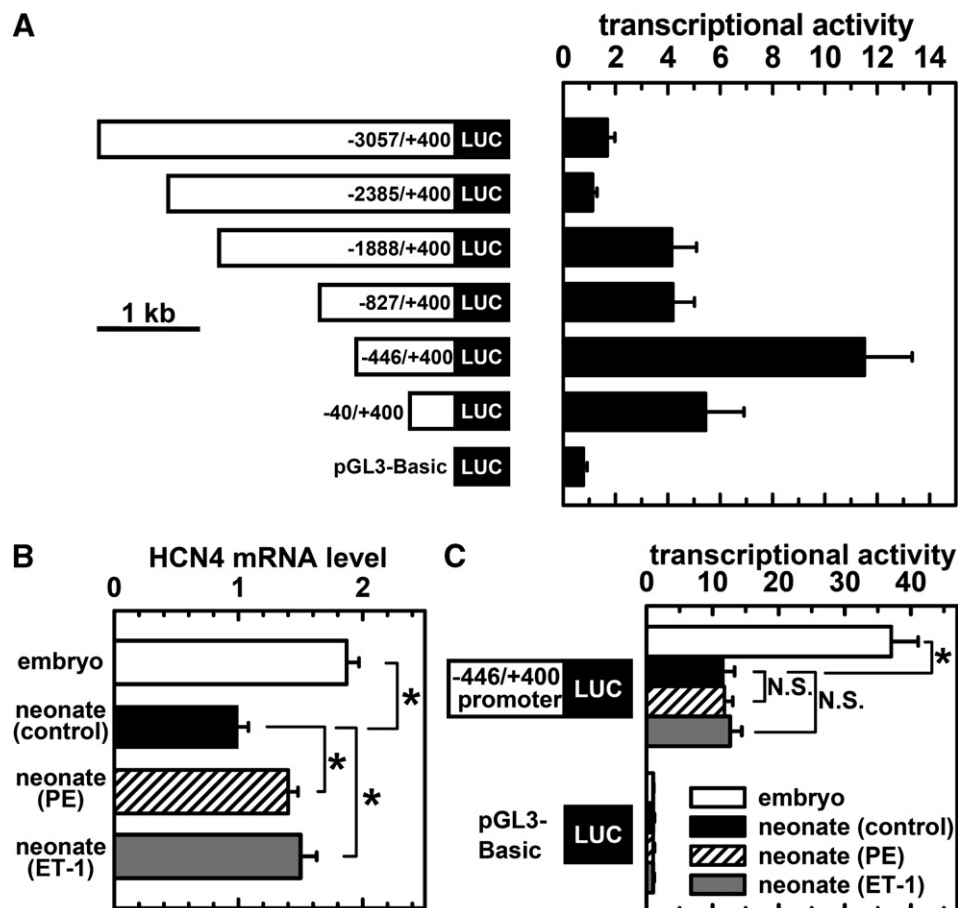 A
transcriptional activity
0 2 4 6 8 10 12 14
-3057/+400 LUC
-2385/+400 LUC
-1888/+400 LUC
-827/+400 LUC
1 kb
-446/+400 LUC
-40/+400 LUC
pGL3-Basic LUC
B
HCN4 mRNA level
0 1 2
embryo
*
neonate
(control)
*
neonate
(PE)
*
neonate
(ET-1)
C
transcriptional activity
0 10 20 30 40
-446/+400
promoter
LUC
*
N.S.
N.S.
pGL3-
Basic
LUC
embryo
neonate (control)
neonate (PE)
neonate (ET-1)